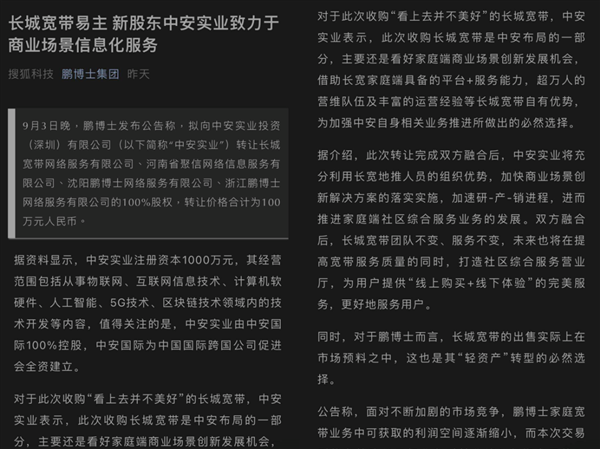 长城宽带易主 新股东中安实业致力于
商业场景信息化服务
搜狐科技 鹏博士集团 昨天
9月3日晚，鹏博士发布公告称，拟向中安实业投资
（深圳）有限公司（以下简称“中安实业”）转让长城
宽带网络服务有限公司、河南省聚信网络信息服务有
限公司、沈阳鹏博士网络服务有限公司、浙江鹏博士
网络服务有限公司的100%股权，转让价格合计为100
万元人民币。
据资料显示，中安实业注册资本1000万元，其经营
范围包括从事物联网、互联网信息技术、计算机软
硬件、人工智能、5G技术、区块链技术领域内的技
术开发等内容，值得关注的是，中安实业由中安国
际100%控股，中安国际为中国国际跨国公司促进
会全资建立。
对于此次收购“看上去并不美好”的长城宽带，中安
实业表示，此次收购长城宽带是中安布局的一部
分，主要还是看好家庭端商业场景创新发展机会，
对于此次收购“看上去并不美好”的长城宽带，中安
实业表示，此次收购长城宽带是中安布局的一部
分，主要还是看好家庭端商业场景创新发展机会，
借助长宽家庭端具备的平台+服务能力，超万人的
营维队伍及丰富的运营经验等长城宽带自有优势，
为加强中安自身相关业务推进所做出的必然选择。
据介绍，此次转让完成双方融合后，中安实业将充
分利用长宽地推人员的组织优势，加快商业场景创
新解决方案的落实实施，加速研-产-销进程，进而
推进家庭端社区综合服务业务的发展。双方融合
后，长城宽带团队不变、服务不变，未来也将在提
高宽带服务质量的同时，打造社区综合服务营业
厅，为用户提供“线上购买+线下体验”的完美服
务，更好地服务用户。
同时，对于鹏博士而言，长城宽带的出售实际上在
市场预料之中，这也是其“轻资产”转型的必然选
择。
公告称，面对不断加剧的市场竞争，鹏博士家庭宽
带业务中可获取的利润空间逐渐缩小，而本次交易